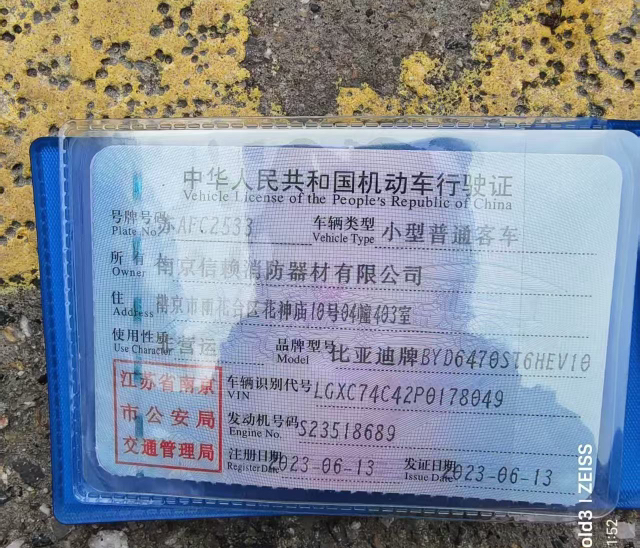 中华人民共和国机动车行驶证
Vehicle License of the People's Republic of China
号牌号码 苏AFC2533 车辆类型 小型普通客车
Plate No. Vehicle Type
所有人 南京信赖消防器材有限公司
Owner
住址 南京市雨花台区花神庙10号04幢403室
Address
使用性质 非营运 品牌型号 比亚迪牌BYD6470ST6HEV10
Use Character Model
江苏省南京
市公安局
交通管理局
车辆识别代号 LGXC74C42P0178049
VIN
发动机号码 S23518689
Engine No.
注册日期 2023-06-13 发证日期 2023-06-13
Register Date Issue Date
old3 | ZEISS
1:52